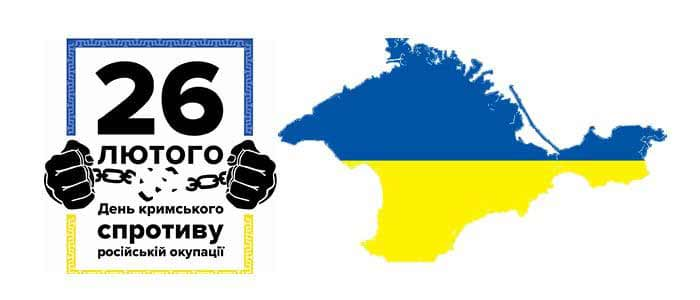 26
ЛЮТОГО
День кримського
спротиву
російській окупації